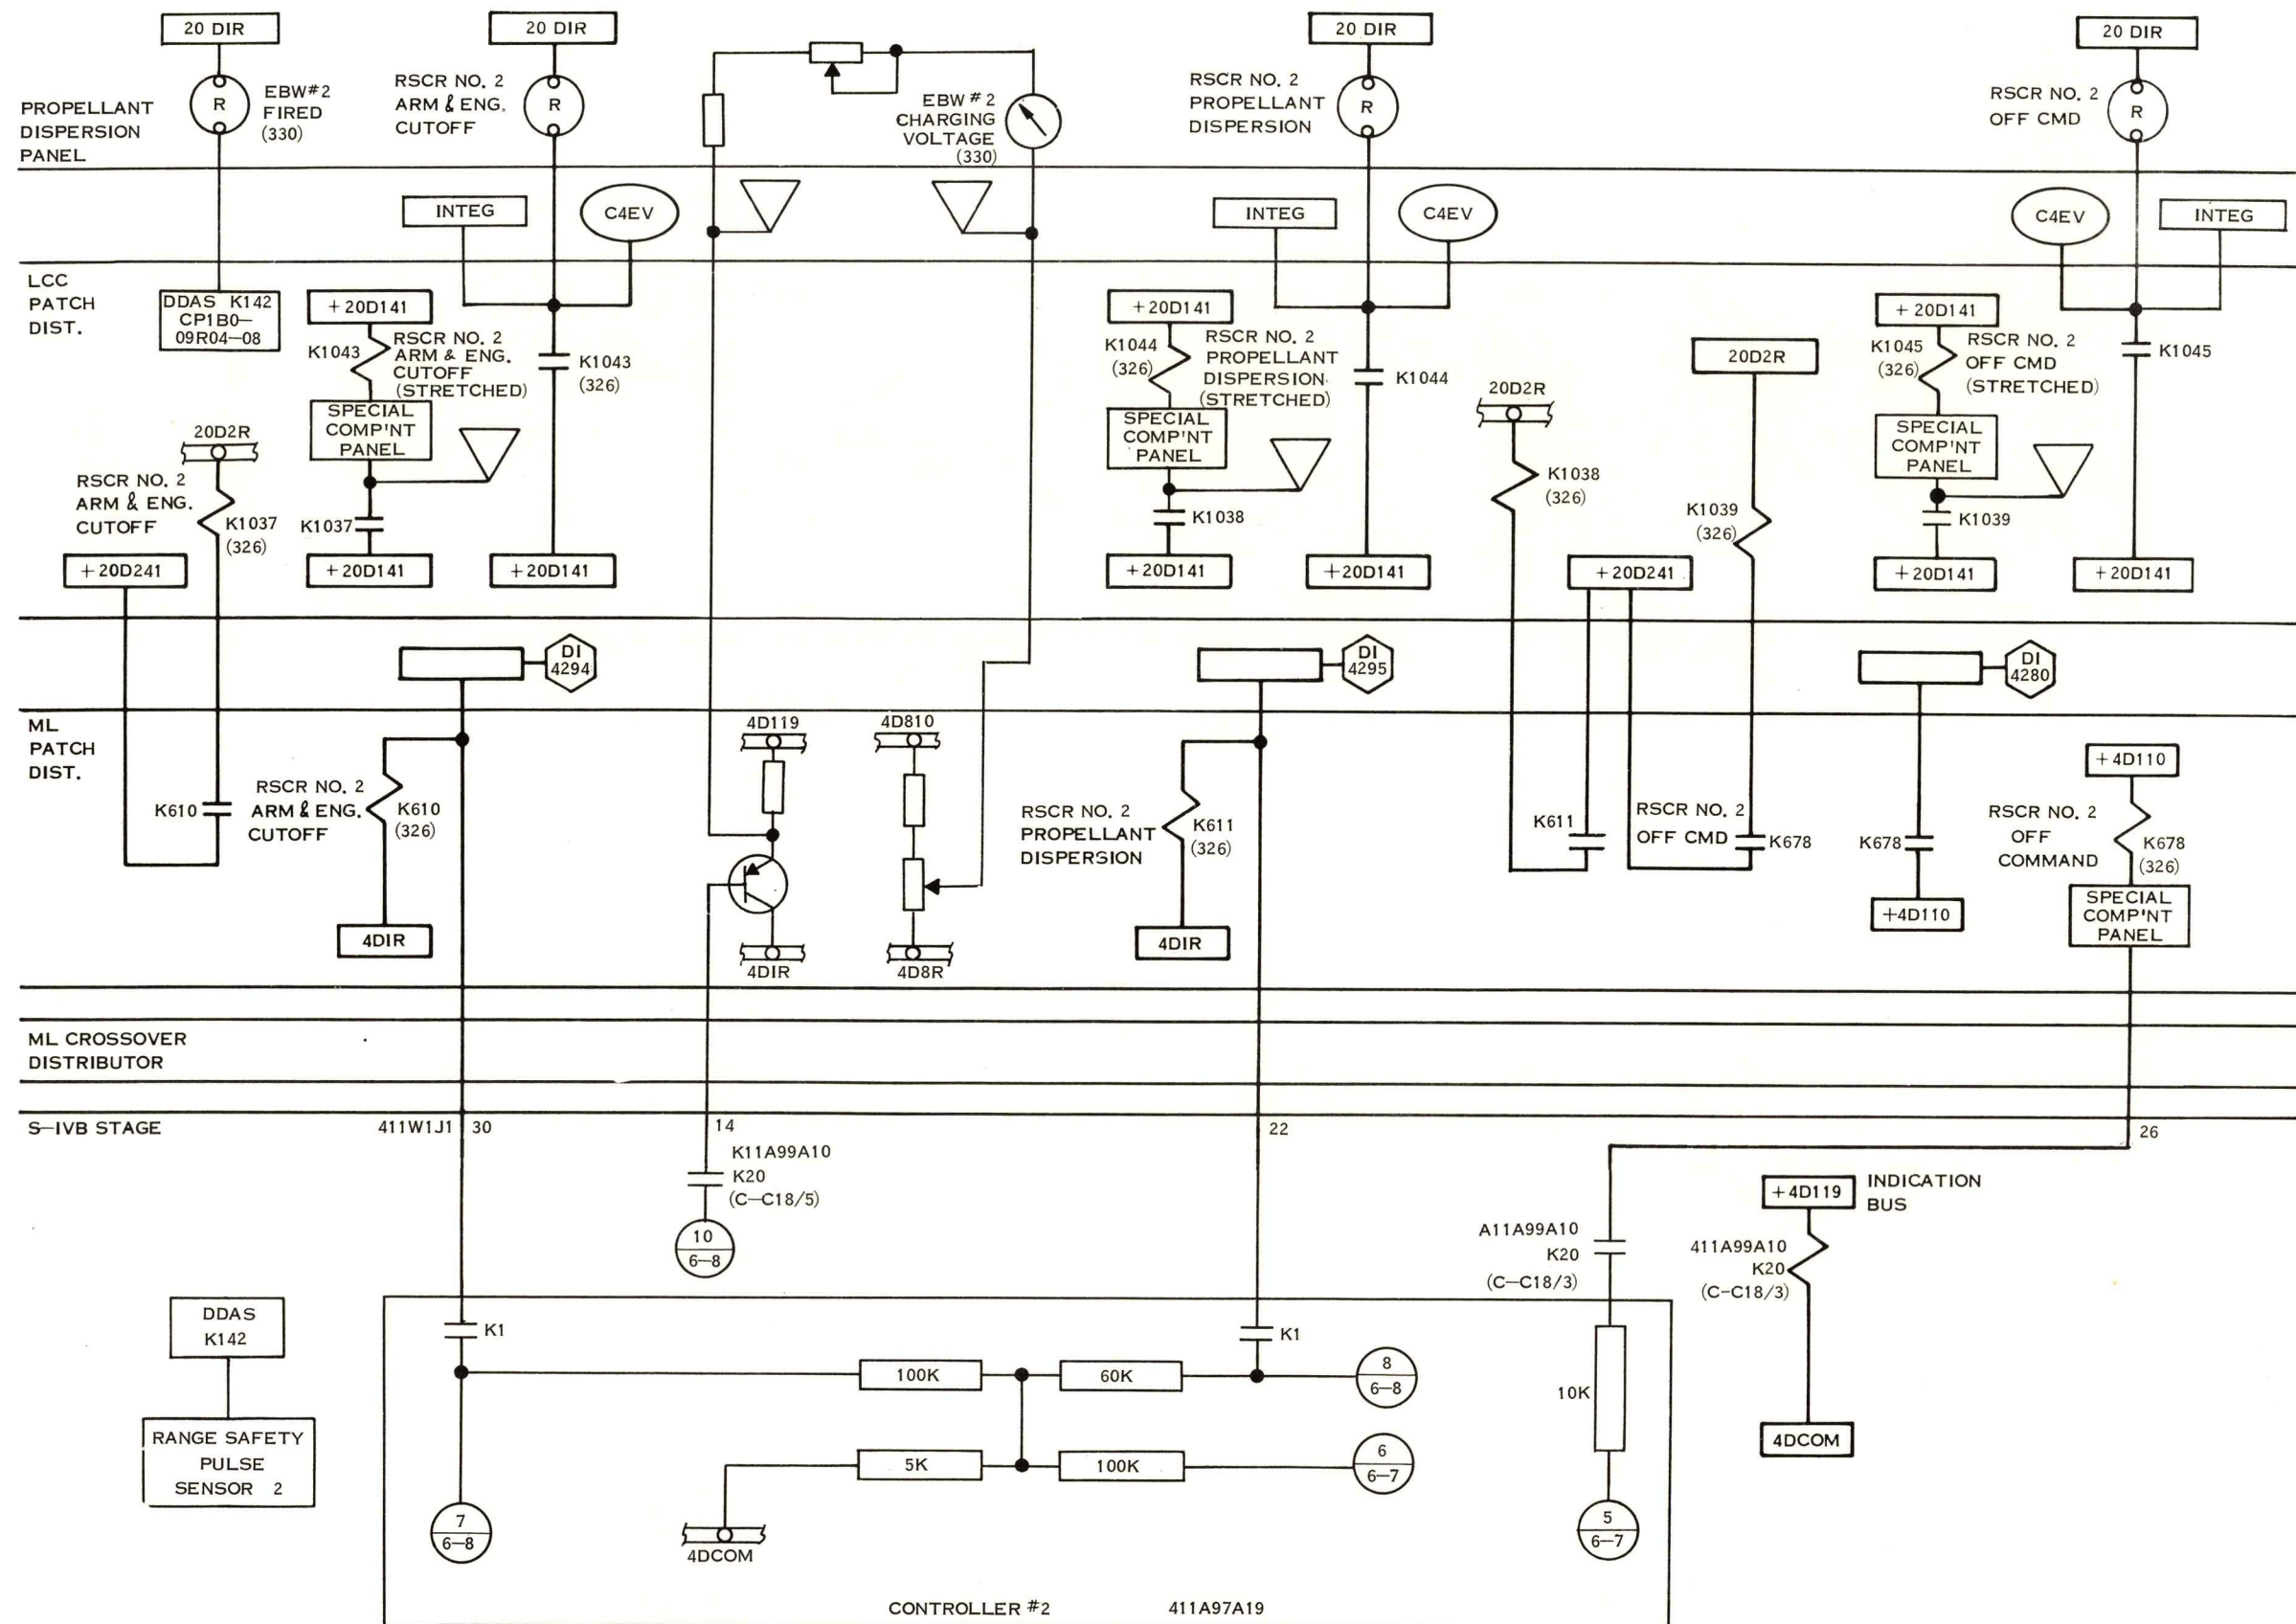 20 DIR
20 DIR
20 DIR
20 DIR
PROPELLANT
DISPERSION
PANEL
R
EBW#2
FIRED
(330)
RSCR NO. 2
ARM & ENG.
CUTOFF
R
EBW #2
CHARGING
VOLTAGE
(330)
RSCR NO. 2
PROPELLANT
DISPERSION
R
RSCR NO. 2
OFF CMD
R
INTEG
C4EV
INTEG
C4EV
C4EV
INTEG
LCC
PATCH
DIST.
DDAS K142
CP1B0-
09R04-08
+20D141
K1043
RSCR NO. 2
ARM & ENG.
CUTOFF
(STRETCHED)
SPECIAL
COMP'NT
PANEL
K1043
(326)
20D2R
RSCR NO. 2
ARM & ENG.
CUTOFF
K1037
(326)
K1037
+20D241
+20D141
+20D141
+20D141
K1044
(326)
RSCR NO. 2
PROPELLANT
DISPERSION
(STRETCHED)
SPECIAL
COMP'NT
PANEL
K1044
K1038
+20D141
+20D141
20D2R
K1038
(326)
20D2R
K1039
(326)
+20D241
+20D141
K1045
(326)
RSCR NO. 2
OFF CMD
(STRETCHED)
SPECIAL
COMP'NT
PANEL
K1045
K1039
+20D141
+20D141
DI
4294
DI
4295
DI
4280
ML
PATCH
DIST.
K610
RSCR NO. 2
ARM & ENG.
CUTOFF
K610
(326)
4DIR
4D119
4DIR
4D810
4D8R
RSCR NO. 2
PROPELLANT
DISPERSION
K611
(326)
4DIR
K611
RSCR NO. 2
OFF CMD
K678
K678
+4D110
+4D110
RSCR NO. 2
OFF
COMMAND
K678
(326)
SPECIAL
COMP'NT
PANEL
ML CROSSOVER
DISTRIBUTOR
S-IVB STAGE
411W1J1 30
14
22
26
K11A99A10
K20
(C-C18/5)
10
6-8
A11A99A10
K20
(C-C18/3)
+4D119
INDICATION
BUS
411A99A10
K20
(C-C18/3)
4DCOM
DDAS
K142
RANGE SAFETY
PULSE
SENSOR 2
K1
K1
100K
60K
8
6-8
5K
100K
6
6-7
10K
7
6-8
4DCOM
5
6-7
CONTROLLER #2 411A97A19